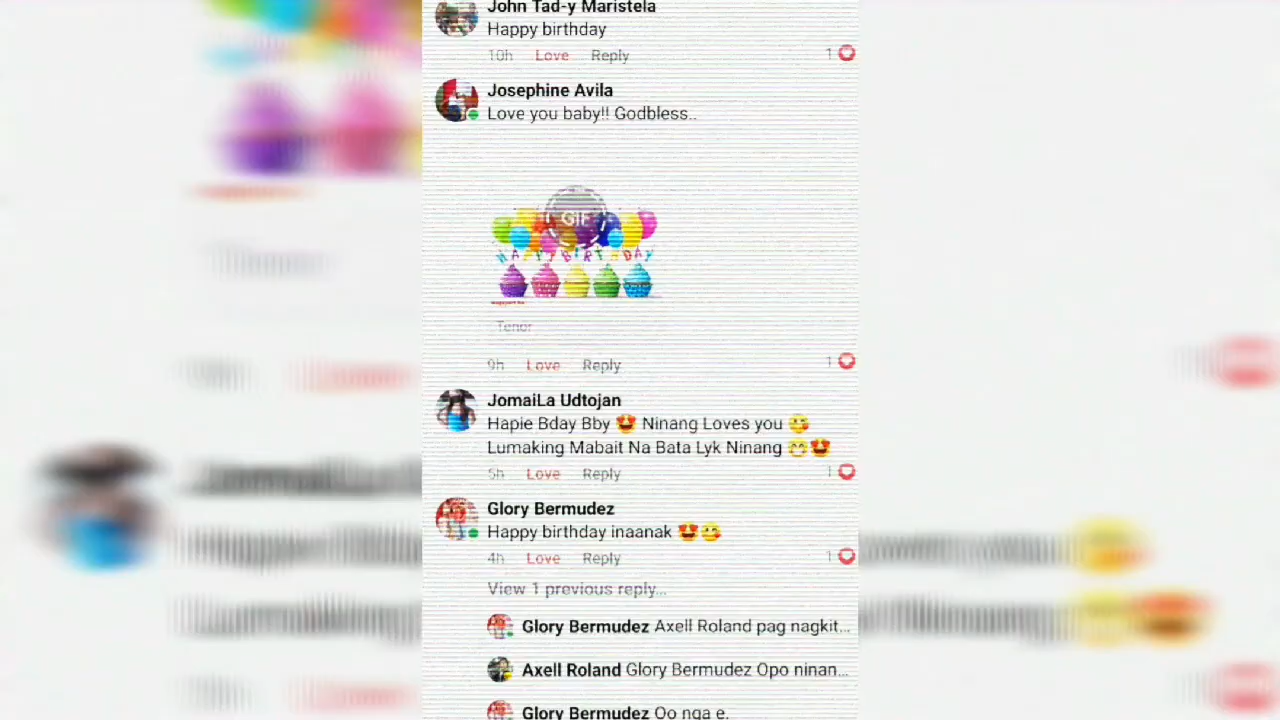 John Tad-y Maristela
Happy birthday
10h Love Reply 1
Josephine Avila
Love you baby!! Godbless..
GIF
HAPPY BIRTHDAY
Tenor
9h Love Reply 1
JomaiLa Udtojan
Hapie Bday Bby 😍 Ninang Loves you 😋
Lumaking Mabait Na Bata Lyk Ninang 😁😍
5h Love Reply 1
Glory Bermudez
Happy birthday inaanak 😍😋
4h Love Reply 1
View 1 previous reply...
Glory Bermudez Axell Roland pag nagkit...
Axell Roland Glory Bermudez Opo ninan...
Glory Bermudez Oo nga e.